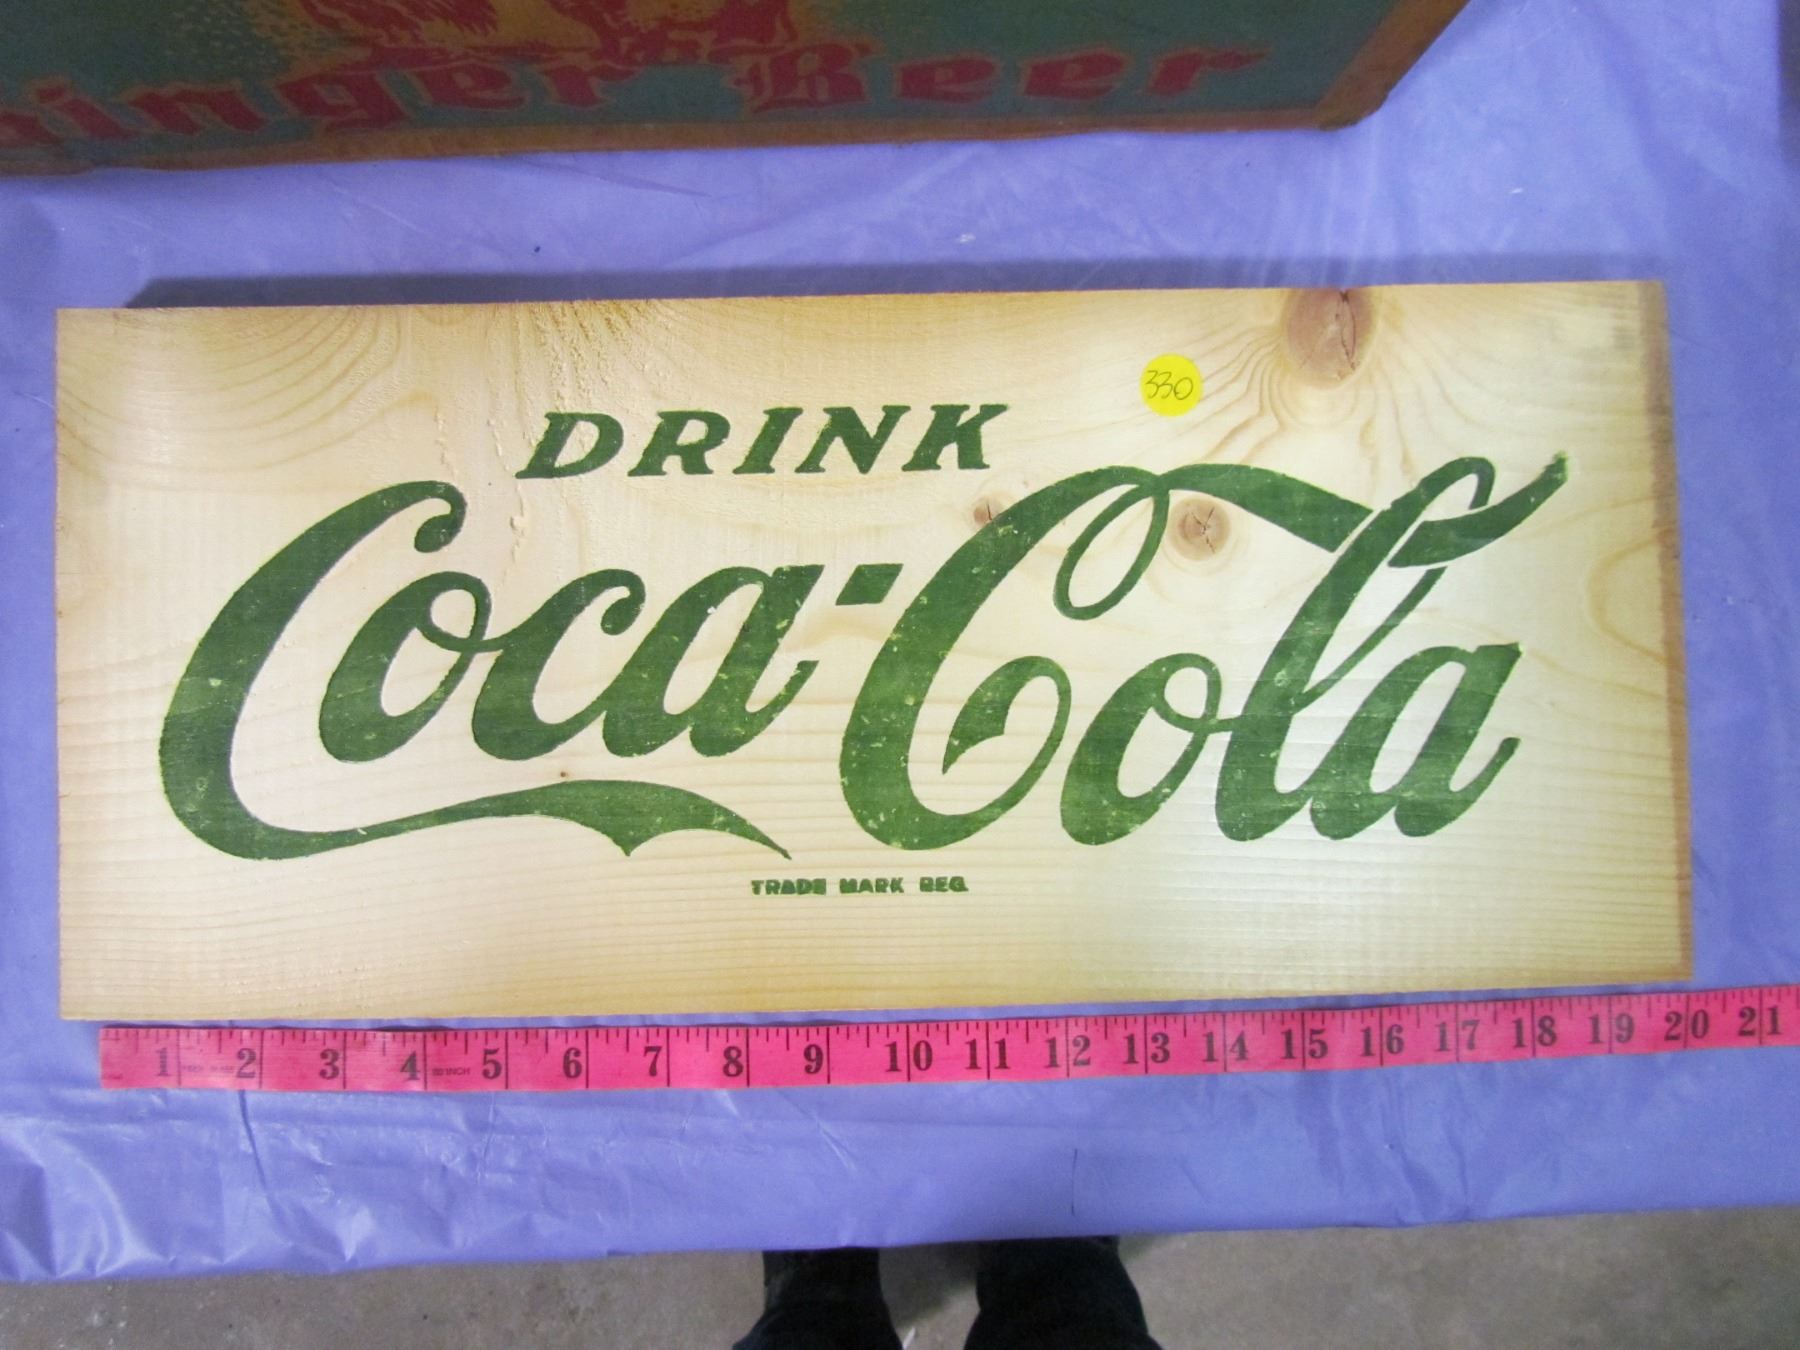 Ginger Beer
330
DRINK
Coca-Cola
TRADE MARK REG.
1 2 3 4 5 6 7 8 9 10 11 12 13 14 15 16 17 18 19 20 21